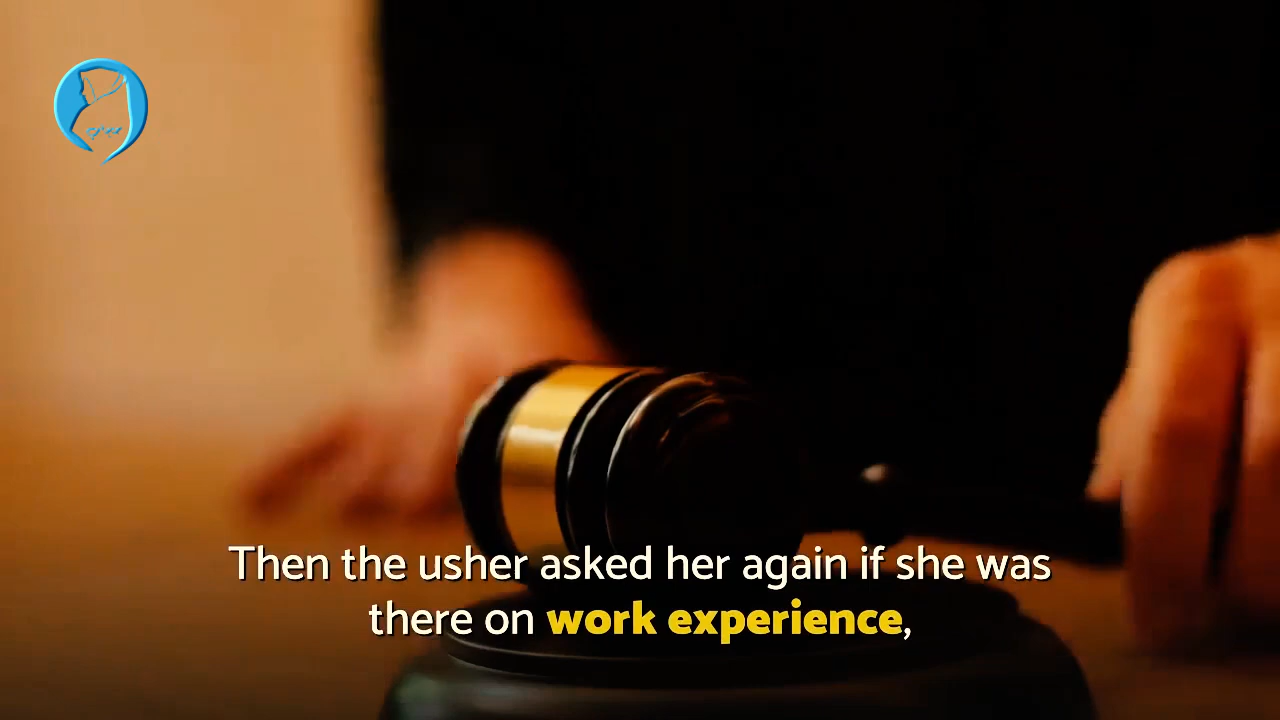 Then the usher asked her again if she was
there on work experience,